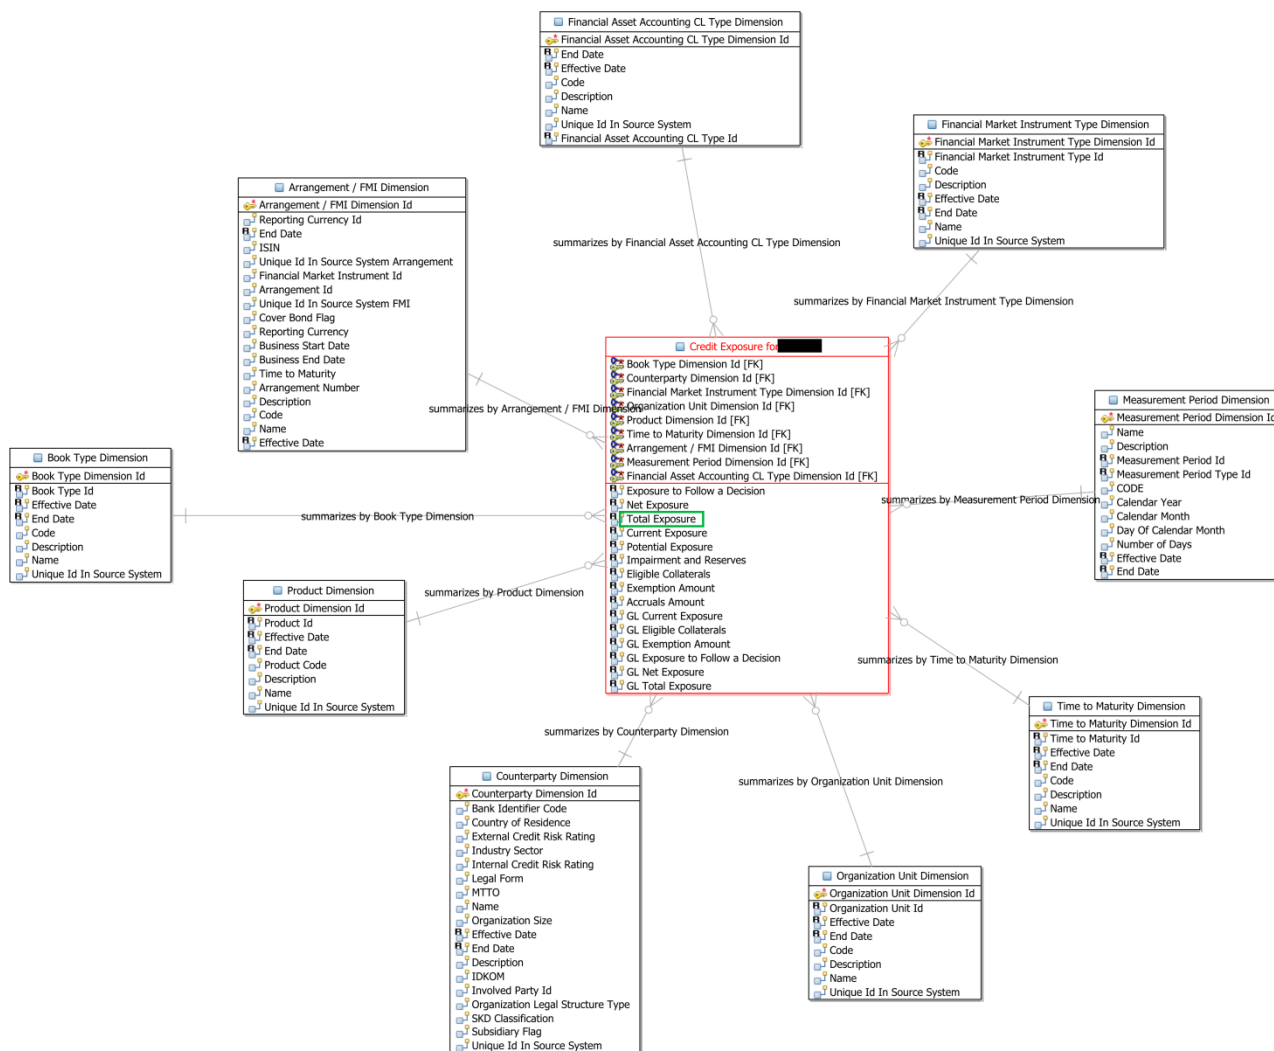 Financial Asset Accounting CL Type Dimension
Financial Asset Accounting CL Type Dimension Id
End Date
Effective Date
Code
Description
Name
Unique Id In Source System
Financial Asset Accounting CL Type Id
Financial Market Instrument Type Dimension
Financial Market Instrument Type Dimension Id
Financial Market Instrument Type Id
Code
Description
Effective Date
End Date
Name
Unique Id In Source System
Arrangement / FMI Dimension
Arrangement / FMI Dimension Id
Reporting Currency Id
End Date
ISIN
Unique Id In Source System Arrangement
Financial Market Instrument Id
Arrangement Id
Unique Id In Source System FMI
Cover Bond Flag
Reporting Currency
Business Start Date
Business End Date
Time to Maturity
Arrangement Number
Description
Code
Name
Effective Date
summarizes by Financial Asset Accounting CL Type Dimension
summarizes by Financial Market Instrument Type Dimension
Credit Exposure for
Book Type Dimension Id [FK]
Counterparty Dimension Id [FK]
Financial Market Instrument Type Dimension Id [FK]
Organization Unit Dimension Id [FK]
Product Dimension Id [FK]
Time to Maturity Dimension Id [FK]
Arrangement / FMI Dimension Id [FK]
Measurement Period Dimension Id [FK]
Financial Asset Accounting CL Type Dimension Id [FK]
Exposure to Follow a Decision
Net Exposure
Total Exposure
Current Exposure
Potential Exposure
Impairment and Reserves
Eligible Collaterals
Exemption Amount
Accruals Amount
GL Current Exposure
GL Eligible Collaterals
GL Exemption Amount
GL Exposure to Follow a Decision
GL Net Exposure
GL Total Exposure
summarizes by Arrangement / FMI Dimension
Measurement Period Dimension
Measurement Period Dimension Id
Name
Description
Measurement Period Id
Measurement Period Type Id
CODE
Calendar Year
Calendar Month
Day Of Calendar Month
Number of Days
Effective Date
End Date
summarizes by Measurement Period Dimension
Book Type Dimension
Book Type Dimension Id
Book Type Id
Effective Date
End Date
Code
Description
Name
Unique Id In Source System
summarizes by Book Type Dimension
Product Dimension
Product Dimension Id
Product Id
Effective Date
End Date
Product Code
Description
Name
Unique Id In Source System
summarizes by Product Dimension
summarizes by Time to Maturity Dimension
Time to Maturity Dimension
Time to Maturity Dimension Id
Time to Maturity Id
Effective Date
End Date
Code
Description
Name
Unique Id In Source System
summarizes by Counterparty Dimension
summarizes by Organization Unit Dimension
Counterparty Dimension
Counterparty Dimension Id
Bank Identifier Code
Country of Residence
External Credit Risk Rating
Industry Sector
Internal Credit Risk Rating
Legal Form
MTTO
Name
Organization Size
Effective Date
End Date
Description
IDKOM
Involved Party Id
Organization Legal Structure Type
SKD Classification
Subsidiary Flag
Unique Id In Source System
Organization Unit Dimension
Organization Unit Dimension Id
Organization Unit Id
Effective Date
End Date
Code
Description
Name
Unique Id In Source System